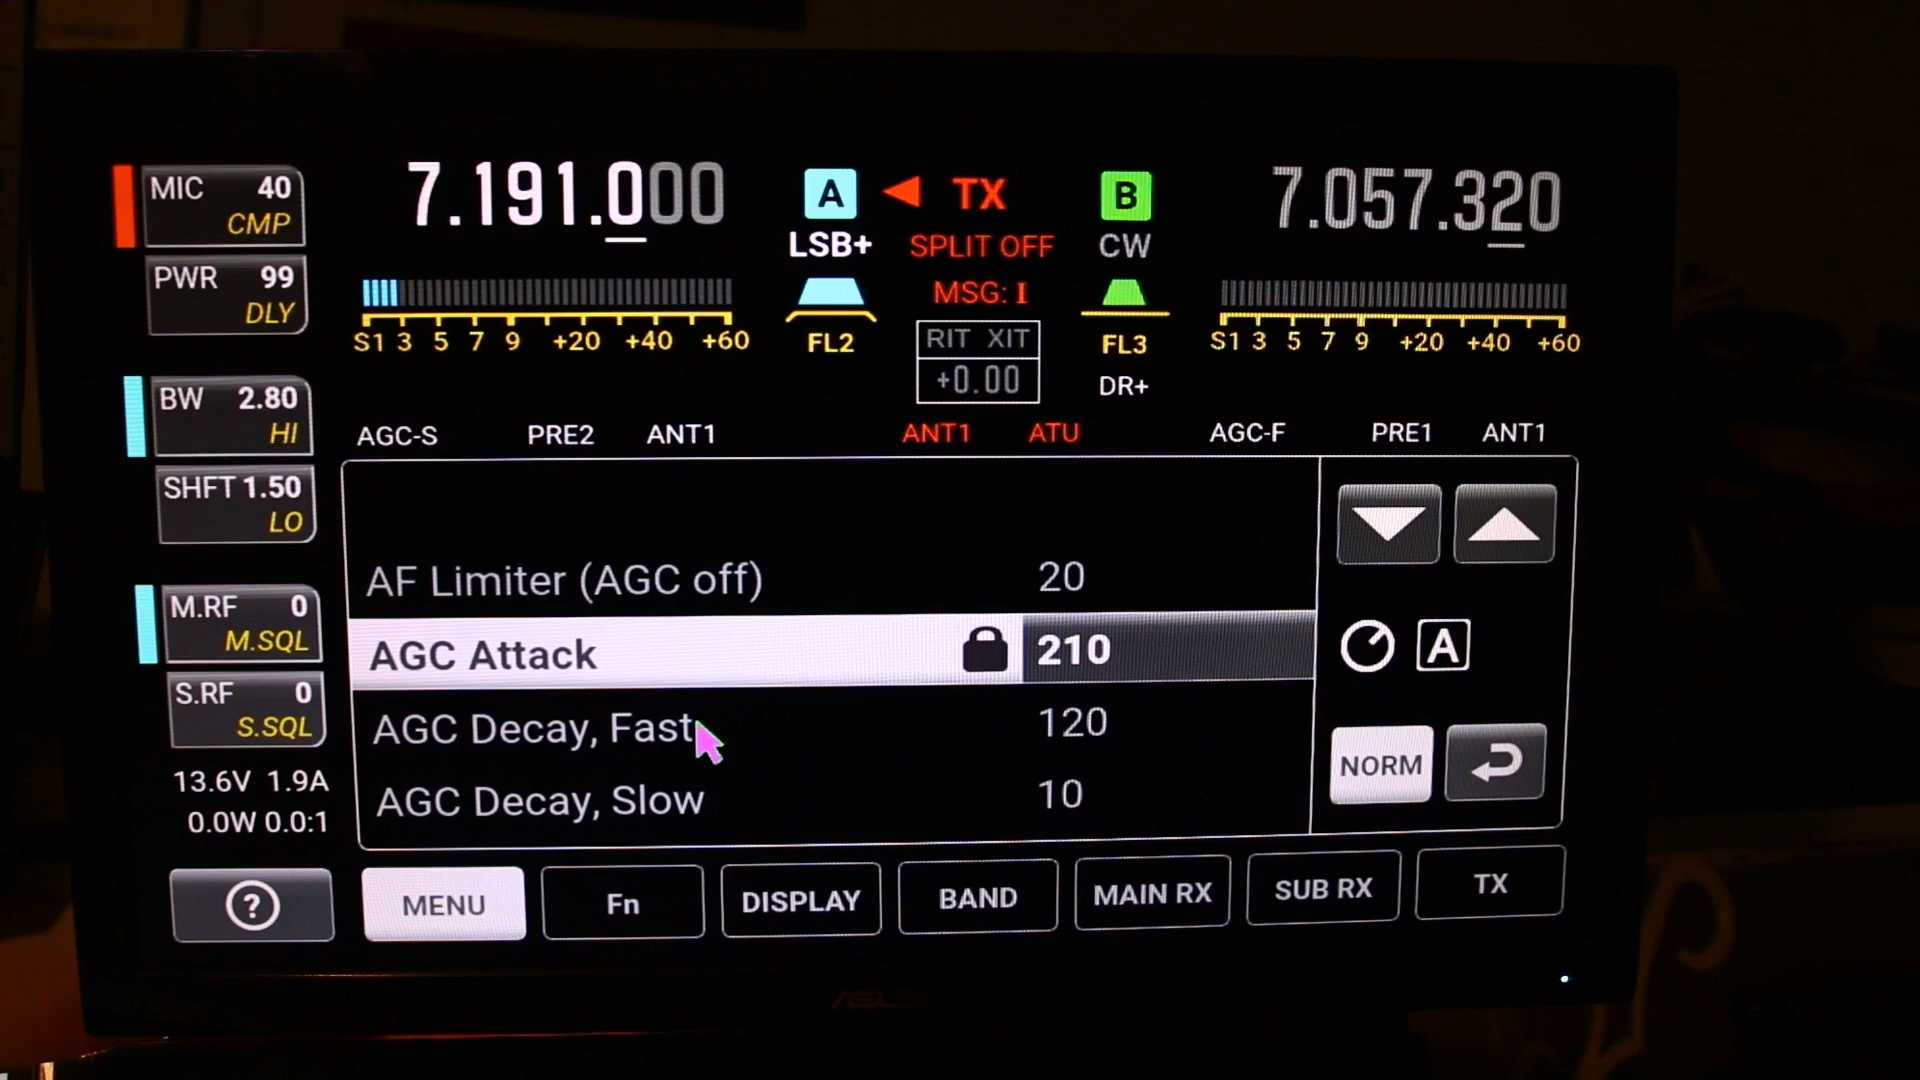 MIC 40
CMP
PWR 99
DLY
BW 2.80
HI
SHFT 1.50
LO
M.RF 0
M.SQL
S.RF 0
S.SQL
13.6V 1.9A
0.0W 0.0:1
7.191.000
A TX B
LSB+ SPLIT OFF CW
MSG: I
7.057.320
S1 3 5 7 9 +20 +40 +60
FL2
RIT XIT
+0.00
FL3
DR+
S1 3 5 7 9 +20 +40 +60
AGC-S PRE2 ANT1 ANT1 ATU AGC-F PRE1 ANT1
AF Limiter (AGC off) 20
AGC Attack 210
AGC Decay, Fast 120
AGC Decay, Slow 10
A
NORM
? MENU Fn DISPLAY BAND MAIN RX SUB RX TX
ASUS